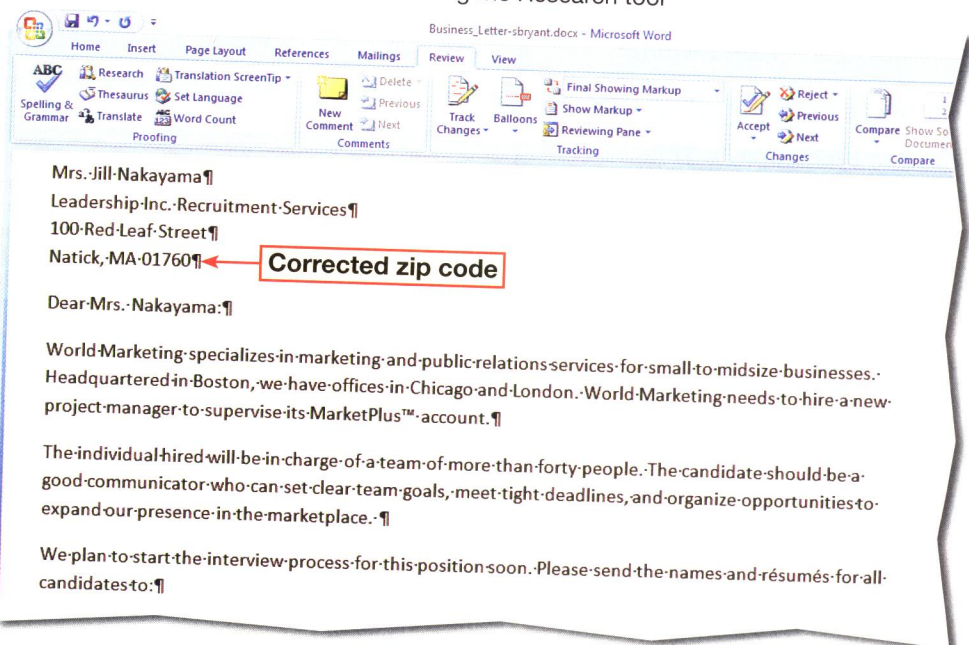 g the Research tool
Business_Letter-sbryant.docx - Microsoft Word
Home Insert Page Layout References Mailings Review View
ABC Research Translation ScreenTip Delete Final Showing Markup Reject
Thesaurus Set Language Previous Show Markup Previous
Spelling & Grammar Translate Word Count New Comment Next Track Changes Balloons Reviewing Pane Accept Next Compare Show So
Documen
Proofing Comments Tracking Changes Compare
Mrs.·Jill·Nakayama¶
Leadership·Inc.·Recruitment·Services¶
100·Red·Leaf·Street¶
Natick,·MA·01760¶ Corrected zip code
Dear·Mrs.·Nakayama:¶
World·Marketing·specializes·in·marketing·and·public·relations·services·for·small·to·midsize·businesses.·
Headquartered·in·Boston,·we·have·offices·in·Chicago·and·London.·World·Marketing·needs·to·hire·a·new·
project·manager·to·supervise·its·MarketPlus™·account.¶
The·individual·hired·will·be·in·charge·of·a·team·of·more·than·forty·people.·The·candidate·should·be·a·
good·communicator·who·can·set·clear·team·goals,·meet·tight·deadlines,·and·organize·opportunities·to·
expand·our·presence·in·the·marketplace.·¶
We·plan·to·start·the·interview·process·for·this·position·soon.·Please·send·the·names·and·résumés·for·all·
candidates·to:¶